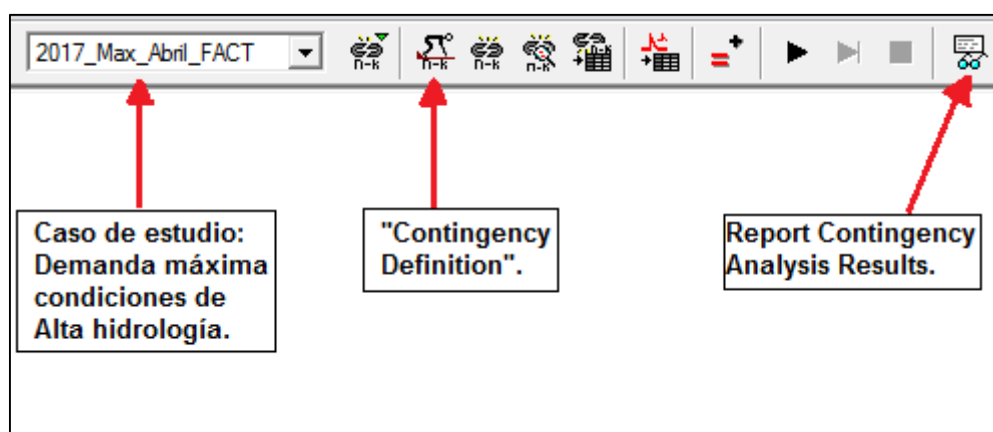 2017_Max_Abril_FACT
n-k
n-k
n-k
n-k
n-k
Caso de estudio:
Demanda máxima
condiciones de
Alta hidrología.
"Contingency
Definition".
Report Contingency
Analysis Results.